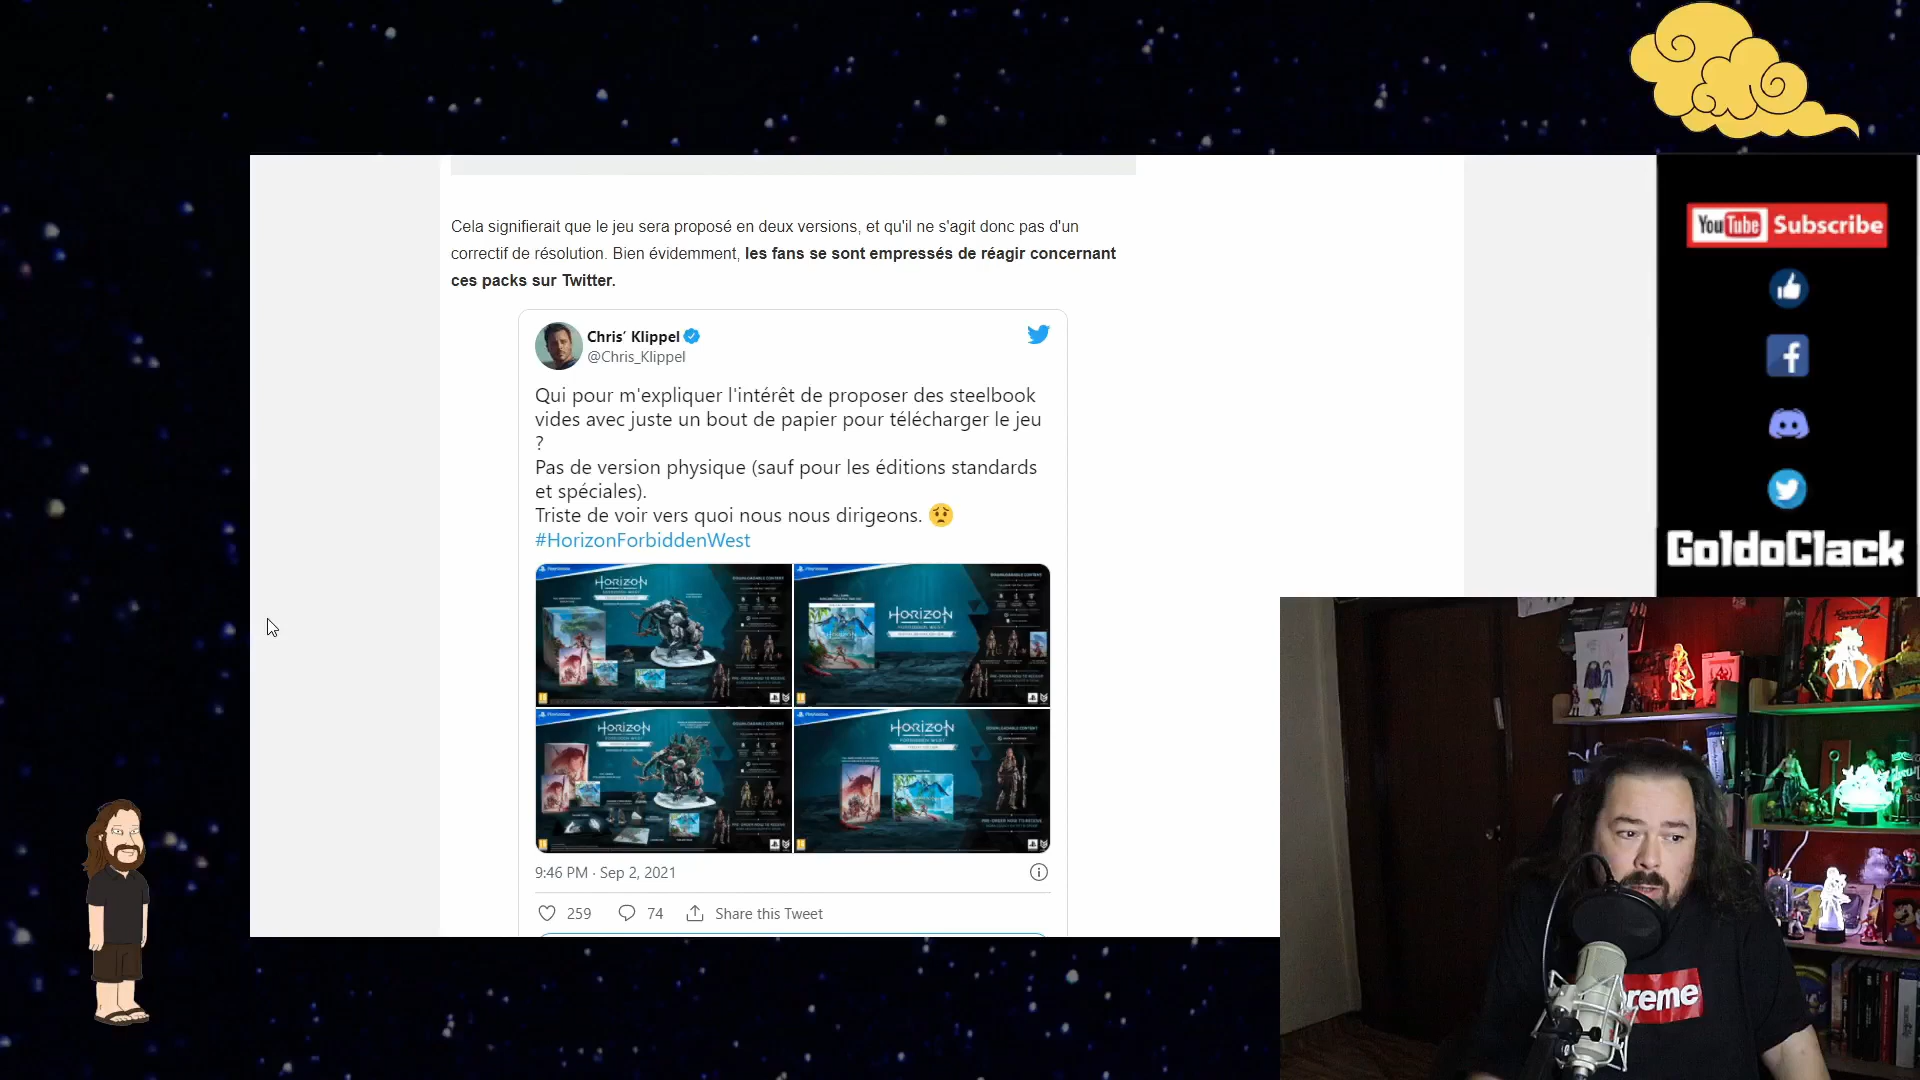 Cela signifierait que le jeu sera proposé en deux versions, et qu'il ne s'agit donc pas d'un
correctif de résolution. Bien évidemment, les fans se sont empressés de réagir concernant
ces packs sur Twitter.
Chris' Klippel
@Chris_Klippel
Qui pour m'expliquer l'intérêt de proposer des steelbook
vides avec juste un bout de papier pour télécharger le jeu
?
Pas de version physique (sauf pour les éditions standards
et spéciales).
Triste de voir vers quoi nous nous dirigeons. 😟
#HorizonForbiddenWest
HORIZON
HORIZON
HORIZON
HORIZON
9:46 PM · Sep 2, 2021
259
74
Share this Tweet
YouTube Subscribe
GoldoClack
preme